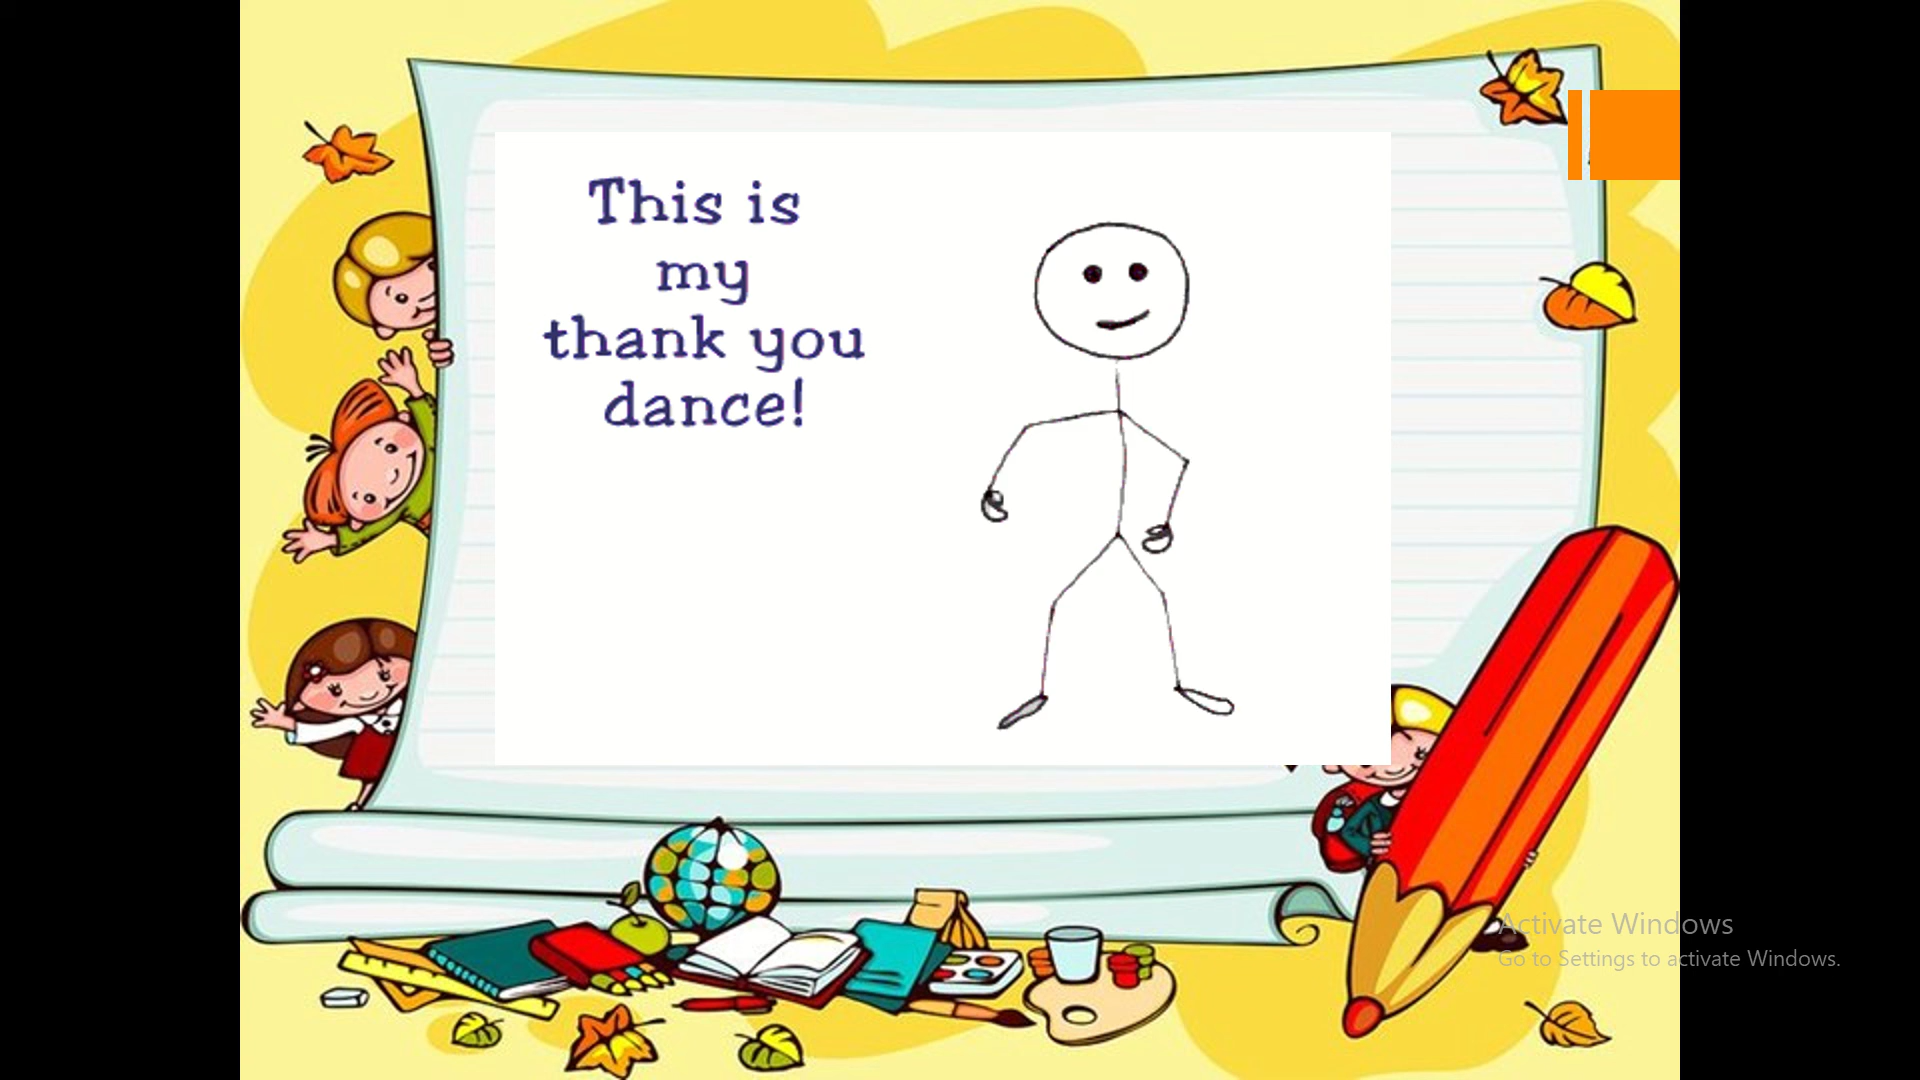 This is
my
thank you
dance!
Activate Windows
Go to Settings to activate Windows.